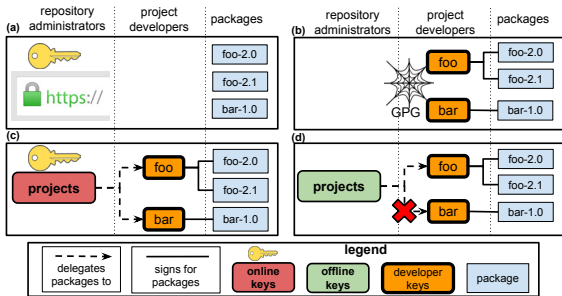 repository
administrators
project
developers
packages
repository
administrators
project
developers
packages
(a)
https://
foo-2.0
foo-2.1
bar-1.0
(b)
GPG
foo
bar
foo-2.0
foo-2.1
bar-1.0
(c)
projects
foo
bar
foo-2.0
foo-2.1
bar-1.0
(d)
projects
foo
bar
foo-2.0
foo-2.1
bar-1.0
legend
delegates
packages to
signs for
packages
online
keys
offline
keys
developer
keys
package